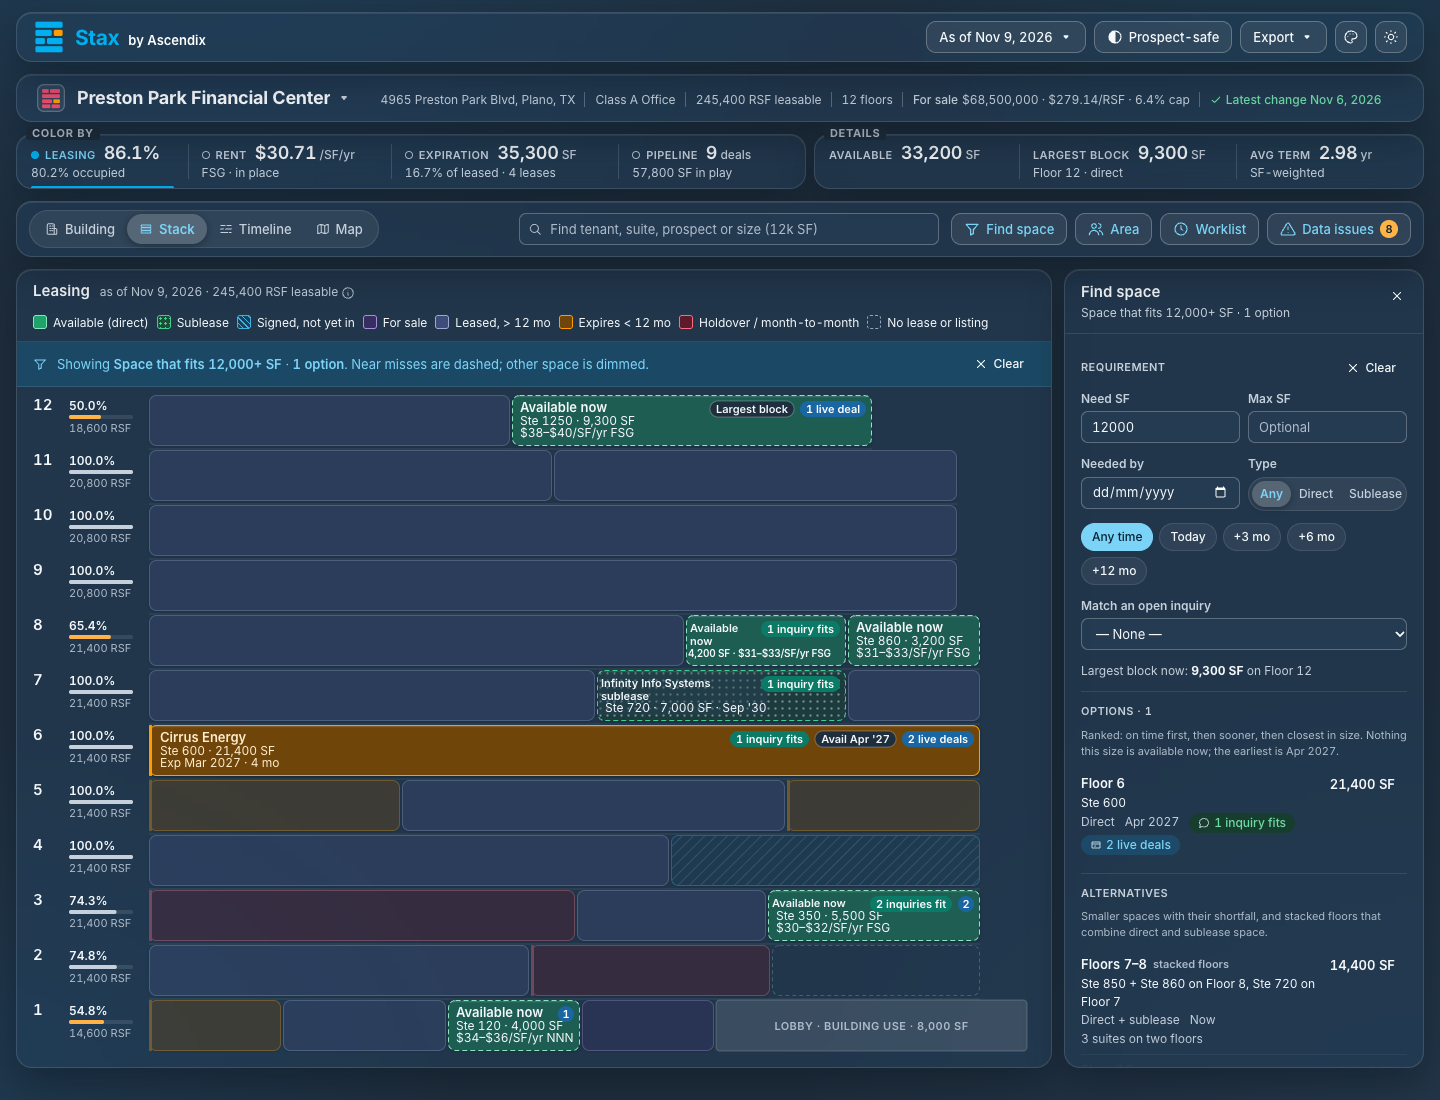 Stax by Ascendix
As of Nov 9, 2026
Prospect-safe
Export
Preston Park Financial Center
4965 Preston Park Blvd, Plano, TX
Class A Office
245,400 RSF leasable
12 floors
For sale $68,500,000 · $279.14/RSF · 6.4% cap
Latest change Nov 6, 2026
COLOR BY
LEASING 86.1%
80.2% occupied
RENT $30.71 /SF/yr
FSG · in place
EXPIRATION 35,300 SF
16.7% of leased · 4 leases
PIPELINE 9 deals
57,800 SF in play
DETAILS
AVAILABLE 33,200 SF
LARGEST BLOCK 9,300 SF
Floor 12 · direct
AVG TERM 2.98 yr
SF-weighted
Building
Stack
Timeline
Map
Find tenant, suite, prospect or size (12k SF)
Find space
Area
Worklist
Data issues 8
Leasing as of Nov 9, 2026 · 245,400 RSF leasable
Available (direct)
Sublease
Signed, not yet in
For sale
Leased, > 12 mo
Expires < 12 mo
Holdover / month-to-month
No lease or listing
Showing Space that fits 12,000+ SF · 1 option. Near misses are dashed; other space is dimmed.
Clear
12 50.0%
18,600 RSF
Available now
Largest block
1 live deal
Ste 1250 · 9,300 SF
$38–$40/SF/yr FSG
11 100.0%
20,800 RSF
10 100.0%
20,800 RSF
9 100.0%
20,800 RSF
8 65.4%
21,400 RSF
Available
now
1 inquiry fits
4,200 SF · $31–$33/SF/yr FSG
Available now
Ste 860 · 3,200 SF
$31–$33/SF/yr FSG
7 100.0%
21,400 RSF
Infinity Info Systems
sublease
1 inquiry fits
Ste 720 · 7,000 SF · Sep '30
6 100.0%
21,400 RSF
Cirrus Energy
Ste 600 · 21,400 SF
Exp Mar 2027 · 4 mo
1 inquiry fits
Avail Apr '27
2 live deals
5 100.0%
21,400 RSF
4 100.0%
21,400 RSF
3 74.3%
21,400 RSF
Available now
2 inquiries fit
2
Ste 350 · 5,500 SF
$30–$32/SF/yr FSG
2 74.8%
21,400 RSF
1 54.8%
14,600 RSF
Available now
1
Ste 120 · 4,000 SF
$34–$36/SF/yr NNN
LOBBY · BUILDING USE · 8,000 SF
Find space
Space that fits 12,000+ SF · 1 option
REQUIREMENT
Clear
Need SF
Max SF
12000
Optional
Needed by
Type
dd/mm/yyyy
Any
Direct
Sublease
Any time
Today
+3 mo
+6 mo
+12 mo
Match an open inquiry
— None —
Largest block now: 9,300 SF on Floor 12
OPTIONS · 1
Ranked: on time first, then sooner, then closest in size. Nothing
this size is available now; the earliest is Apr 2027.
Floor 6 21,400 SF
Ste 600
Direct Apr 2027 1 inquiry fits
2 live deals
ALTERNATIVES
Smaller spaces with their shortfall, and stacked floors that
combine direct and sublease space.
Floors 7–8 stacked floors 14,400 SF
Ste 850 + Ste 860 on Floor 8, Ste 720 on
Floor 7
Direct + sublease Now
3 suites on two floors